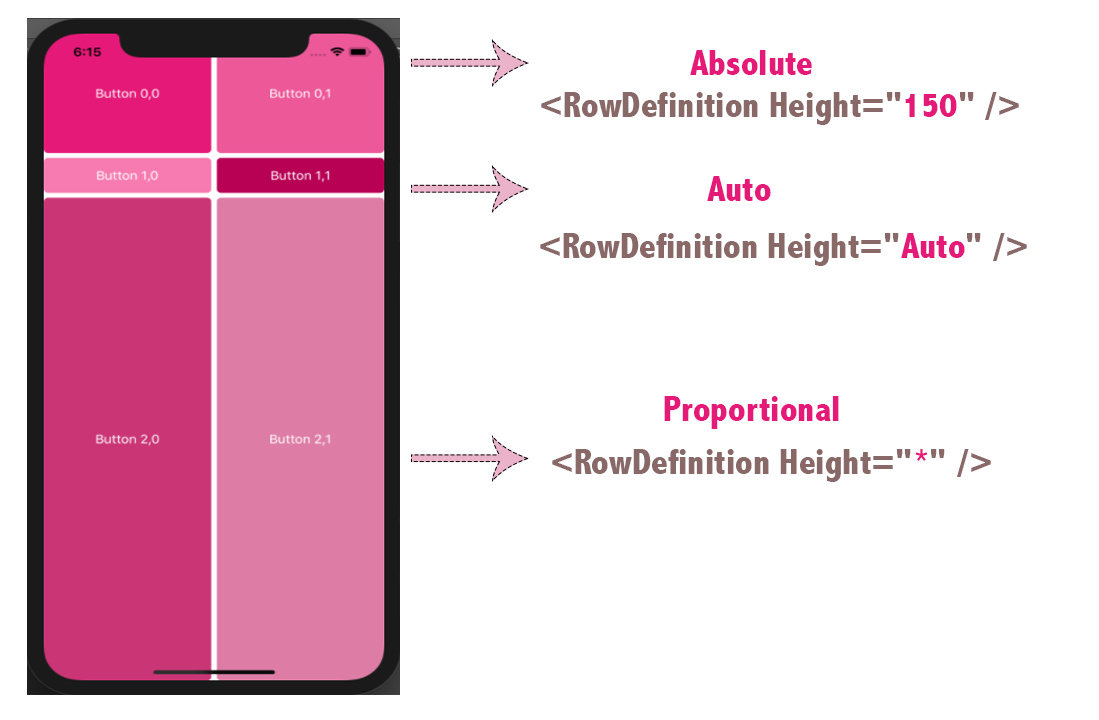 6:15
Button 0,0
Button 0,1
Absolute
<RowDefinition Height="150" />
Button 1,0
Button 1,1
Auto
<RowDefinition Height="Auto" />
Button 2,0
Button 2,1
Proportional
<RowDefinition Height="*" />